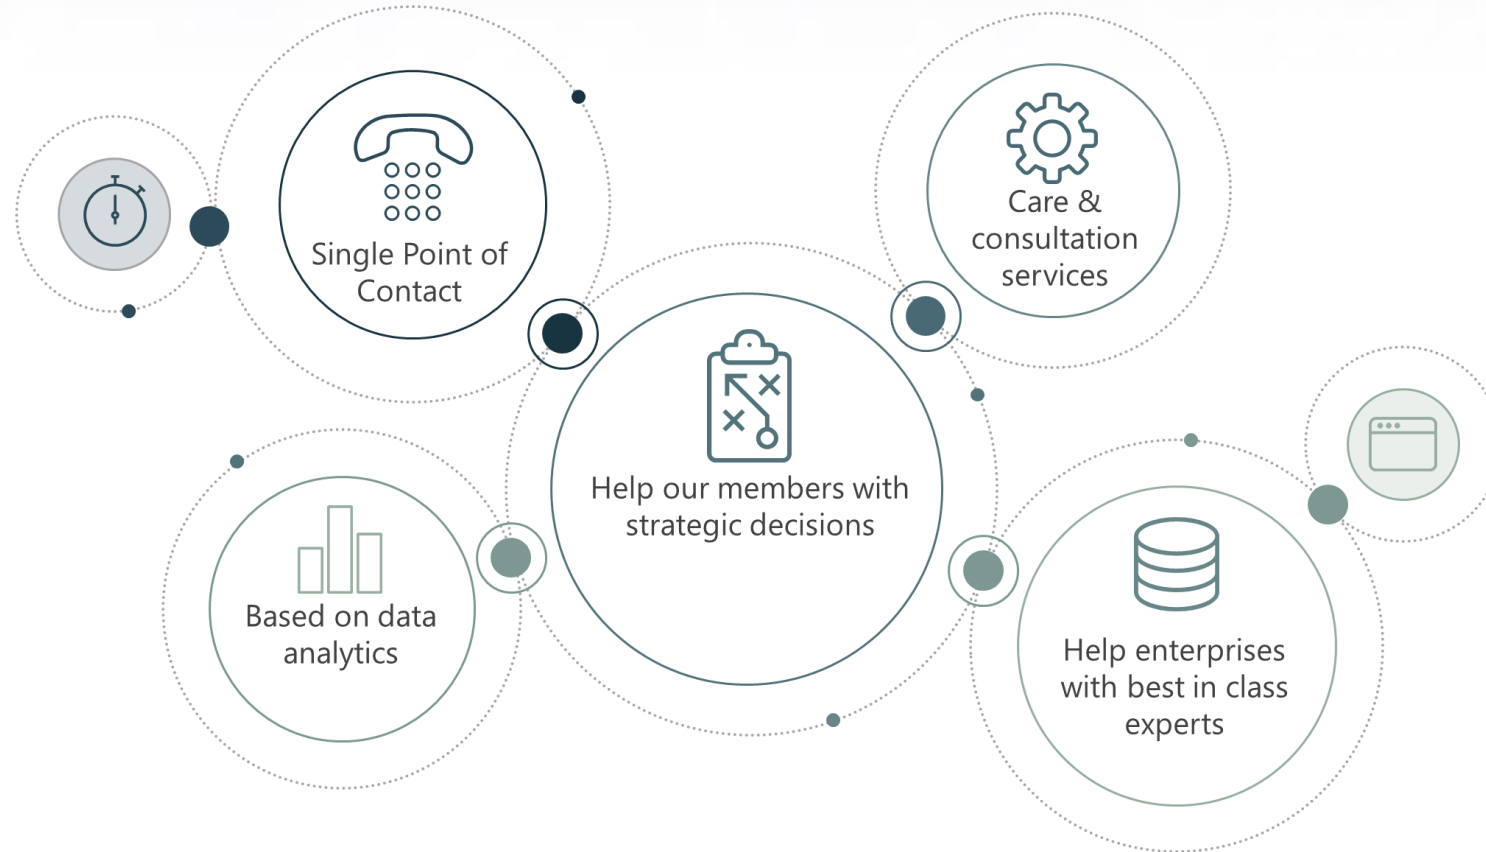 Single Point of
Contact
Care &
consultation
services
Help our members with
strategic decisions
Based on data
analytics
Help enterprises
with best in class
experts